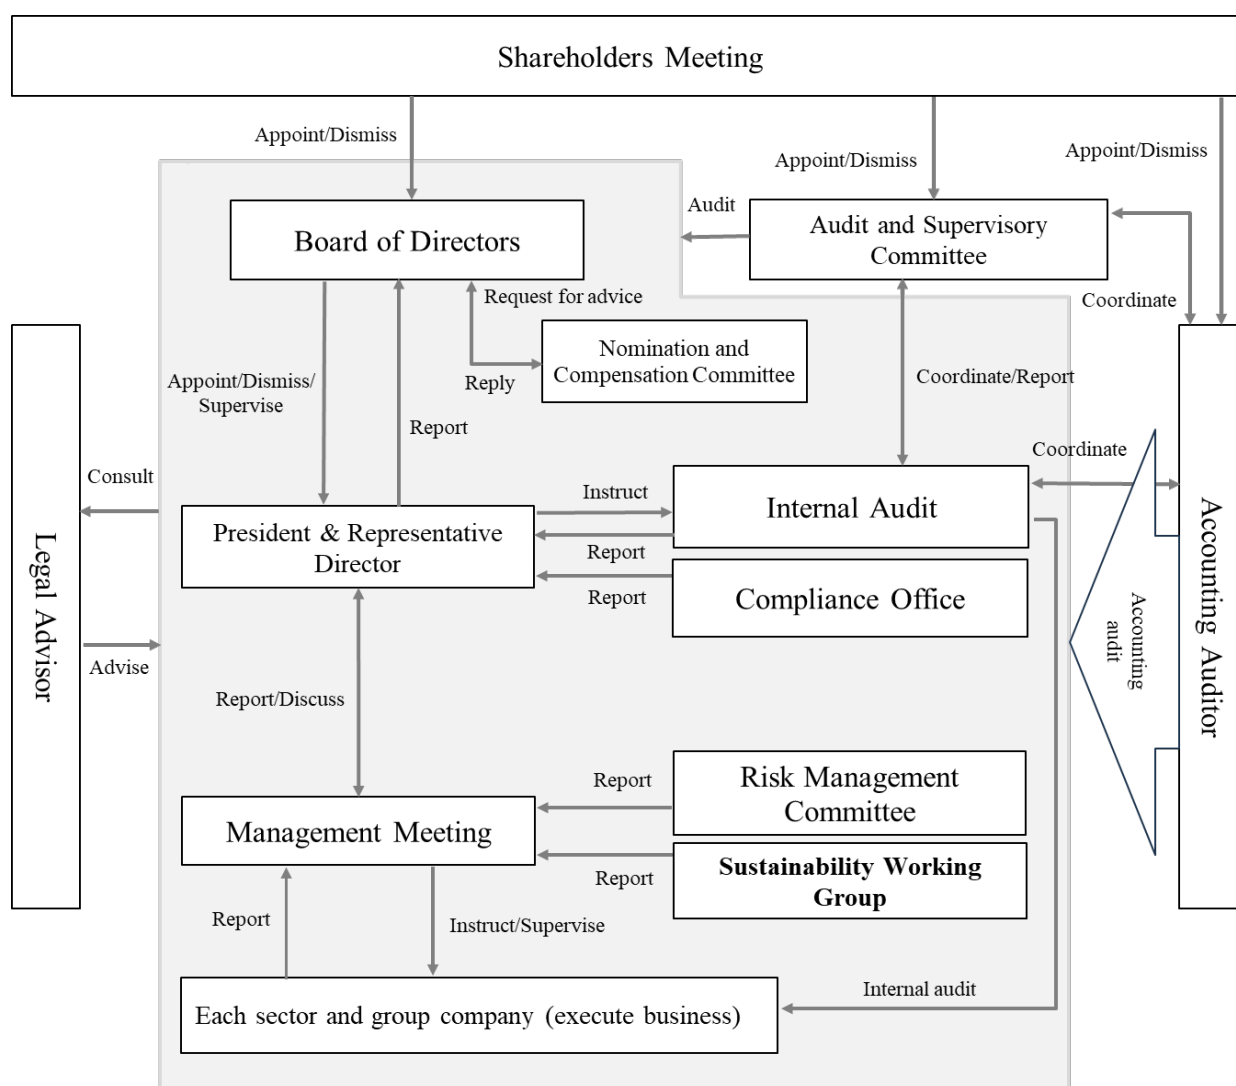 Shareholders Meeting
Appoint/Dismiss
Appoint/Dismiss
Appoint/Dismiss
Board of Directors
Audit
Audit and Supervisory
Committee
Coordinate
Request for advice
Nomination and
Compensation Committee
Reply
Appoint/Dismiss/
Supervise
Report
Coordinate/Report
Consult
Legal Advisor
Advise
Instruct
Report
Report
President & Representative
Director
Internal Audit
Coordinate
Compliance Office
Accounting
audit
Accounting Auditor
Report/Discuss
Management Meeting
Report
Report
Risk Management
Committee
Sustainability Working
Group
Report
Instruct/Supervise
Internal audit
Each sector and group company (execute business)